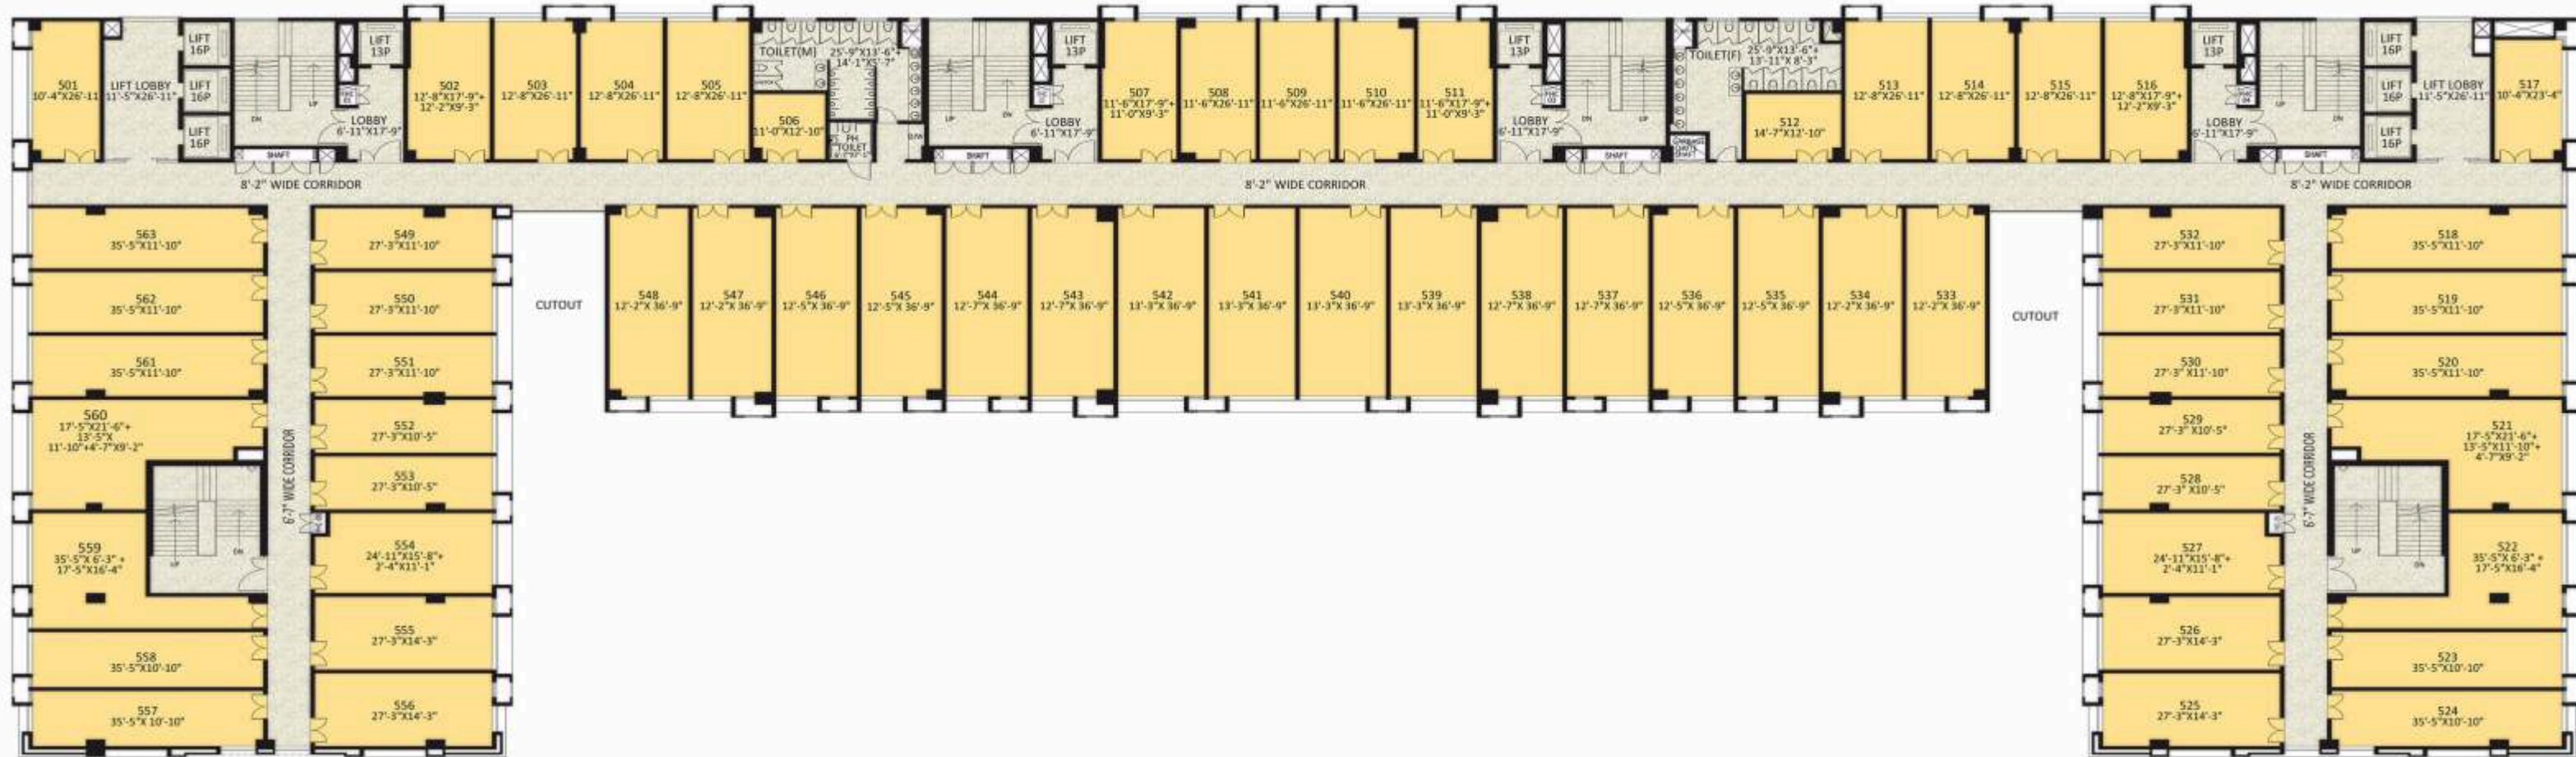 501
10'-4"X26'-11
LIFT LOBBY
11'-5"X26'-11"
LIFT
16P
LIFT
16P
LIFT
16P
DN
UP
SHAFT
LIFT
13P
LOBBY
6'-11"X17'-9"
502
12'-8"X17'-9"+
12'-2"X9'-3"
503
12'-8"X26'-11"
504
12'-8"X26'-11"
505
12'-8"X26'-11"
TOILET(M)
25'-9"X13'-6"+
14'-1"X5'-7"
506
11'-0"X12'-10"
PH
TOILET
UP
DN
SHAFT
LIFT
13P
LOBBY
6'-11"X17'-9"
507
11'-6"X17'-9"+
11'-0"X9'-3"
508
11'-6"X26'-11"
509
11'-6"X26'-11"
510
11'-6"X26'-11"
511
11'-6"X17'-9"+
11'-0"X9'-3"
LIFT
13P
LOBBY
6'-11"X17'-9"
DN
UP
SHAFT
TOILET(F)
25'-9"X13'-6"+
13'-11"X 8'-3"
512
14'-7"X12'-10"
513
12'-8"X26'-11"
514
12'-8"X26'-11"
515
12'-8"X26'-11"
516
12'-8"X17'-9"+
12'-2"X9'-3"
LIFT
13P
LOBBY
6'-11"X17'-9"
UP
DN
SHAFT
LIFT
16P
LIFT
16P
LIFT
16P
LIFT LOBBY
11'-5"X26'-11"
517
10'-4"X23'-4"
8'-2" WIDE CORRIDOR
8'-2" WIDE CORRIDOR
8'-2" WIDE CORRIDOR
563
35'-5"X11'-10"
562
35'-5"X11'-10"
561
35'-5"X11'-10"
560
17'-5"X21'-6"+
13'-5"X
11'-10"+4'-7"X9'-2"
559
35'-5"X 6'-3" +
17'-5"X16'-4"
UP
DN
558
35'-5"X10'-10"
557
35'-5"X 10'-10"
6'-7" WIDE CORRIDOR
549
27'-3"X11'-10"
550
27'-3"X11'-10"
551
27'-3"X11'-10"
552
27'-3"X10'-5"
553
27'-3"X10'-5"
554
24'-11"X15'-8"+
2'-4"X11'-1"
555
27'-3"X14'-3"
556
27'-3"X14'-3"
CUTOUT
548
12'-2"X 36'-9"
547
12'-2"X 36'-9"
546
12'-5"X 36'-9"
545
12'-5"X 36'-9"
544
12'-7"X 36'-9"
543
12'-7"X 36'-9"
542
13'-3"X 36'-9"
541
13'-3"X 36'-9"
540
13'-3"X 36'-9"
539
13'-3"X 36'-9"
538
12'-7"X 36'-9"
537
12'-7"X 36'-9"
536
12'-5"X 36'-9"
535
12'-5"X 36'-9"
534
12'-2"X 36'-9"
533
12'-2"X 36'-9"
CUTOUT
532
27'-3"X11'-10"
531
27'-3"X11'-10"
530
27'-3" X11'-10"
529
27'-3" X10'-5"
528
27'-3" X10'-5"
527
24'-11"X15'-8"+
2'-4"X11'-1"
526
27'-3"X14'-3"
525
27'-3"X14'-3"
6'-7" WIDE CORRIDOR
518
35'-5"X11'-10"
519
35'-5"X11'-10"
520
35'-5"X11'-10"
521
17'-5"X21'-6"+
13'-5"X11'-10"+
4'-7"X9'-2"
UP
DN
522
35'-5"X 6'-3" +
17'-5"X16'-4"
523
35'-5"X10'-10"
524
35'-5"X10'-10"